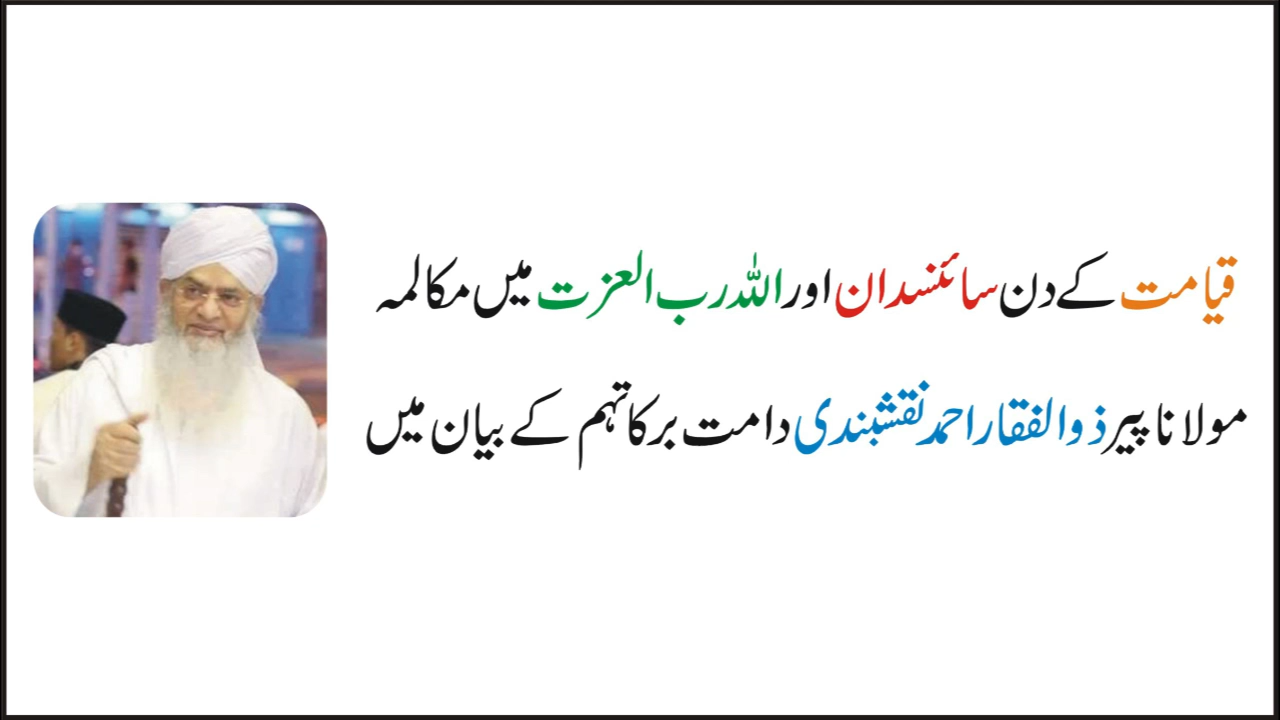 قیامت کے دن سائنسدان اور اللہ رب العزت میں مکالمہ
مولانا پیر ذوالفقار احمد نقشبندی دامت برکاتہم کے بیان میں